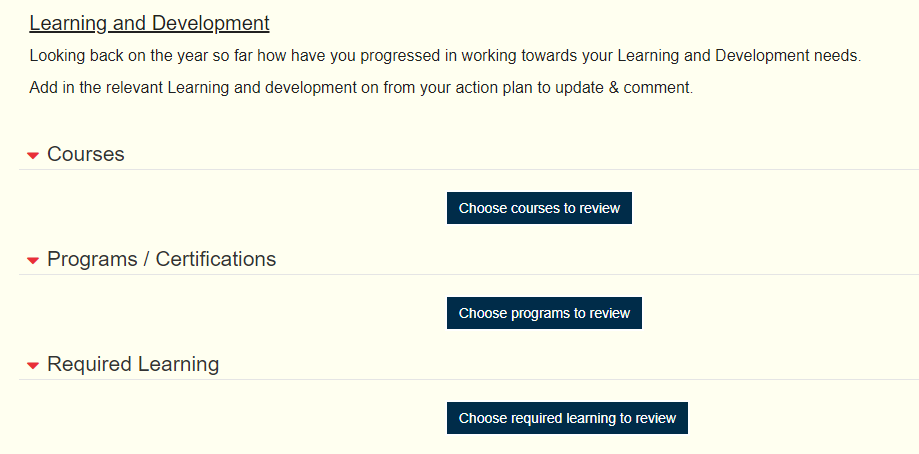 Learning and Development
Looking back on the year so far how have you progressed in working towards your Learning and Development needs.
Add in the relevant Learning and development on from your action plan to update & comment.
Courses
Choose courses to review
Programs / Certifications
Choose programs to review
Required Learning
Choose required learning to review